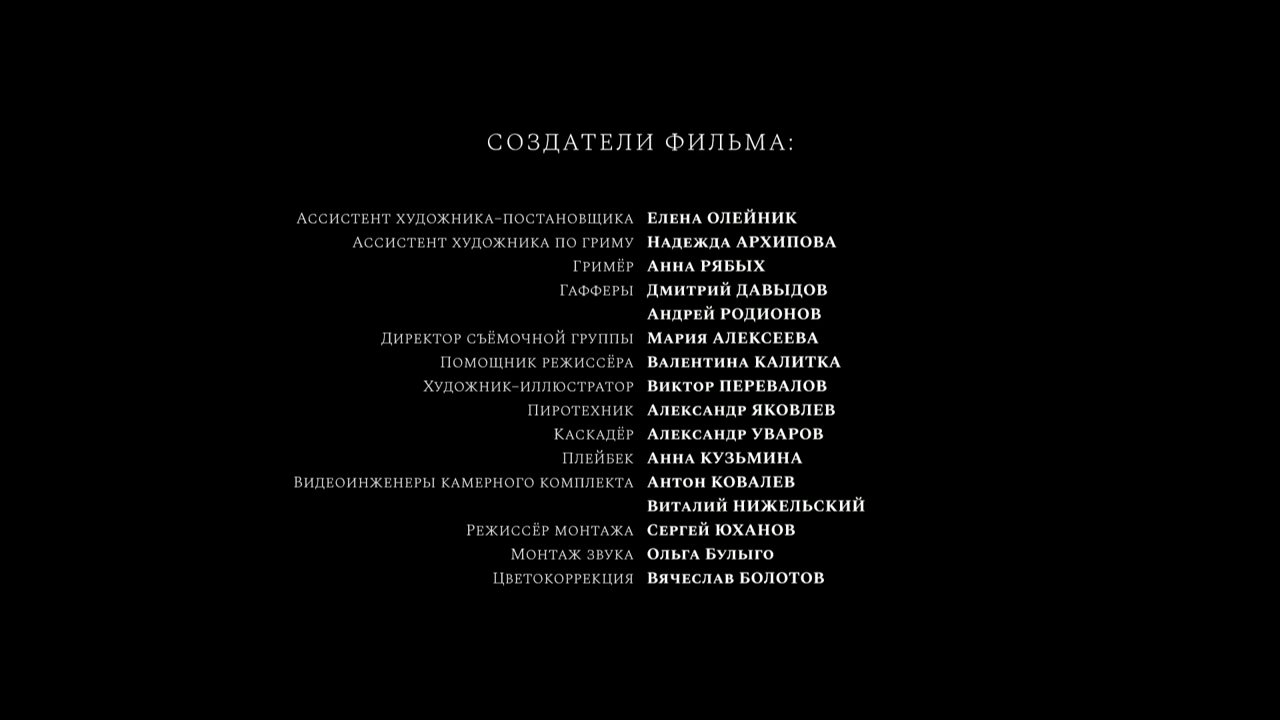 СОЗДАТЕЛИ ФИЛЬМА:
Ассистент художника-постановщика Елена ОЛЕЙНИК
Ассистент художника по гриму Надежда АРХИПОВА
Гримёр Анна РЯБЫХ
Гафферы Дмитрий ДАВЫДОВ
Андрей РОДИОНОВ
Директор съёмочной группы Мария АЛЕКСЕЕВА
Помощник режиссёра Валентина КАЛИТКА
Художник-иллюстратор Виктор ПЕРЕВАЛОВ
Пиротехник Александр ЯКОВЛЕВ
Каскадёр Александр УВАРОВ
Плейбек Анна КУЗЬМИНА
Видеоинженеры камерного комплекта Антон КОВАЛЕВ
Виталий НИЖЕЛЬСКИЙ
Режиссёр монтажа Сергей ЮХАНОВ
Монтаж звука Ольга Булыго
Цветокоррекция Вячеслав БОЛОТОВ